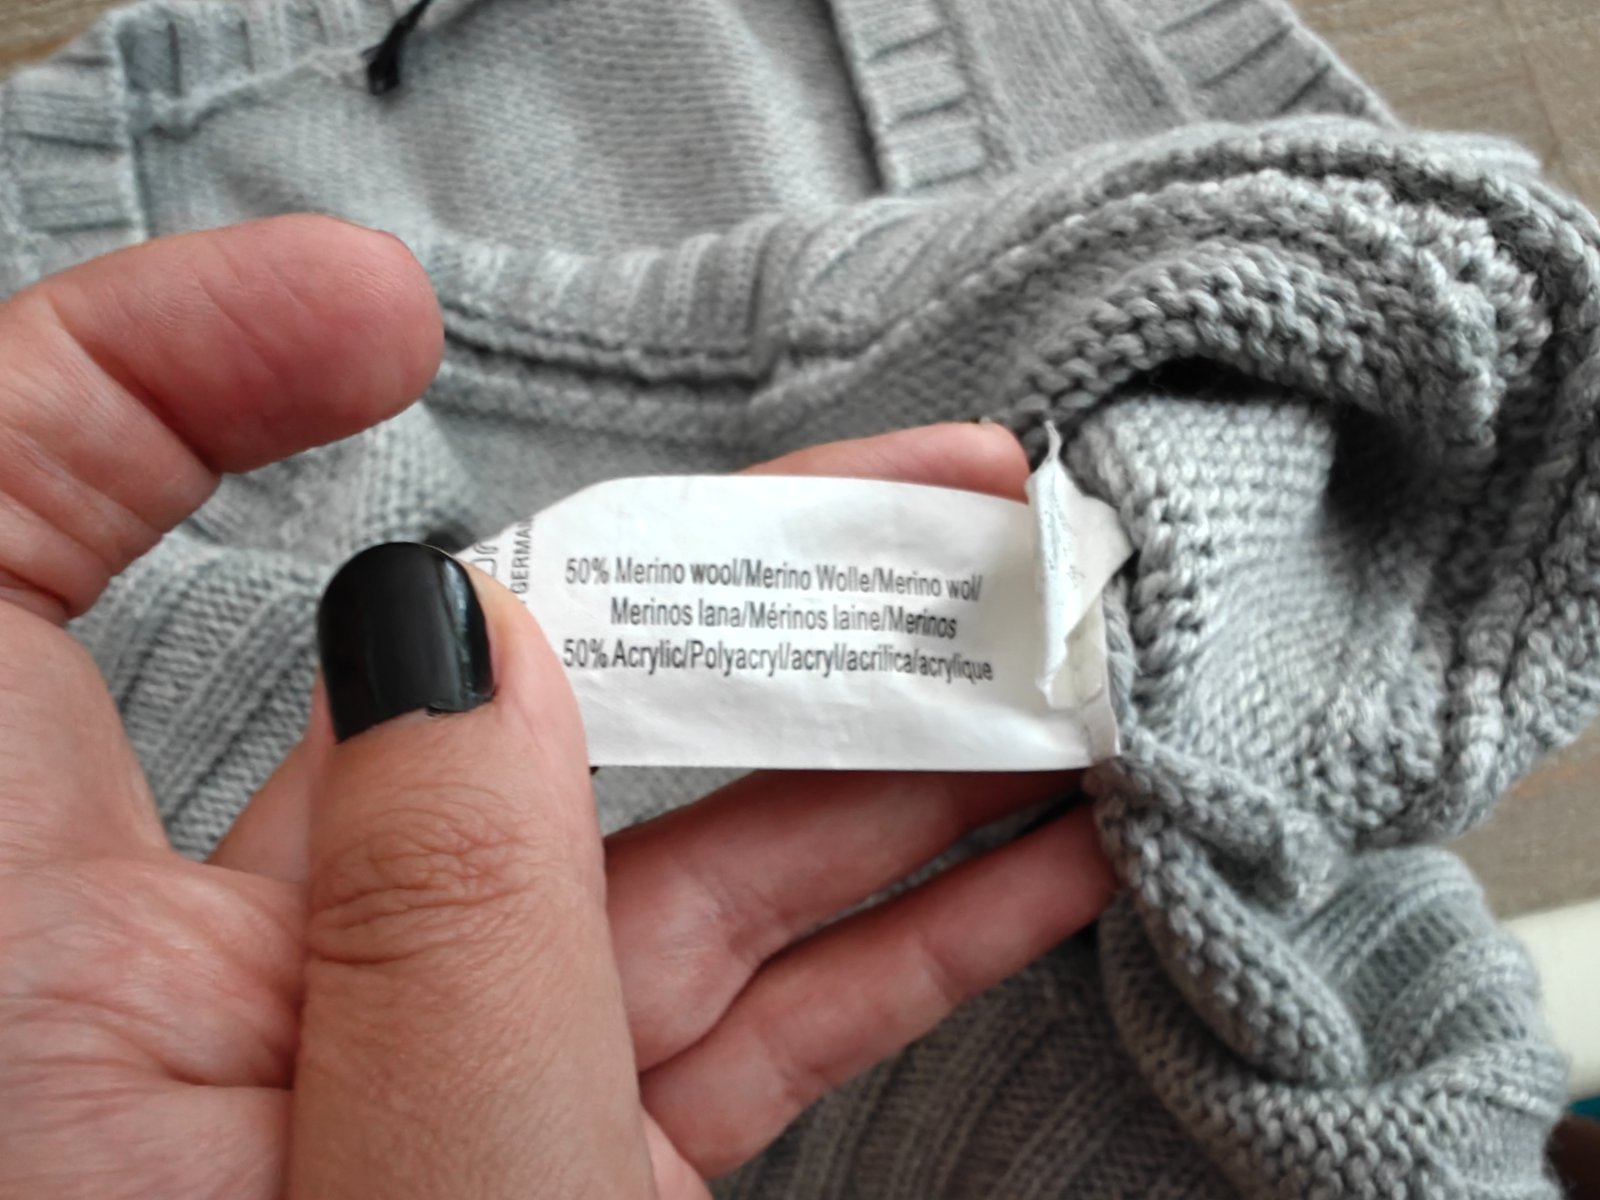 50% Merino wool/Merino Wolle/Merino wol/
Merinos lana/Mérinos laine/Merinos
50% Acrylic/Polyacryl/acryl/acrilica/acrylique